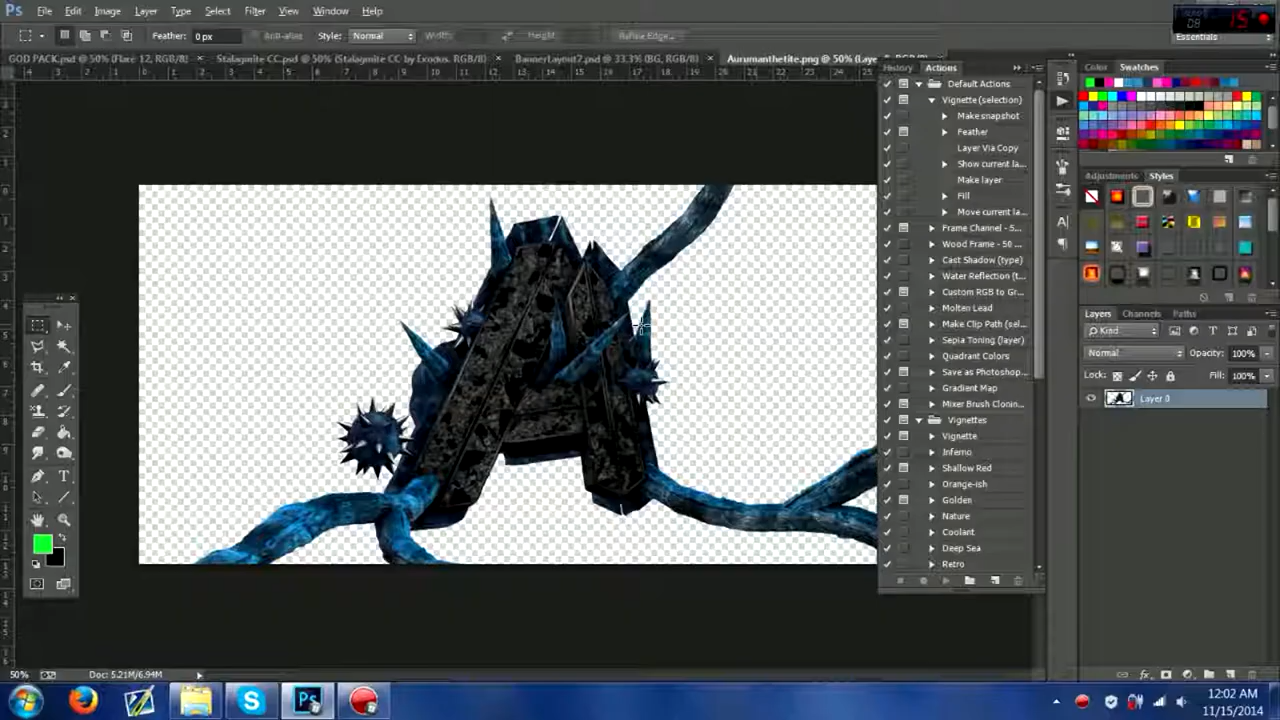 Ps File Edit Image Layer Type Select Filter View Window Help
15
08
Essentials
Feather: 0 px Anti-alias Style: Normal Width: Height: Refine Edge...
GOD PACK.psd @ 50% (Flare 12, RGB/8) × Stalagnite CC.psd @ 50% (Stalagnite CC by Exodus, RGB/8) × BannerLayout2.psd @ 33.3% (BG, RGB/8) × Aurumanthetite.png @ 50% (Laye
History Actions
Default Actions
Vignette (selection)
Make snapshot
Feather
Layer Via Copy
Show current la...
Make layer
Fill
Move current la...
Frame Channel - 5...
Wood Frame - 50 ...
Cast Shadow (type)
Water Reflection (t...
Custom RGB to Gr...
Molten Lead
Make Clip Path (sel...
Sepia Toning (layer)
Quadrant Colors
Save as Photoshop...
Gradient Map
Mixer Brush Clonin...
Vignettes
Vignette
Inferno
Shallow Red
Orange-ish
Golden
Nature
Coolant
Deep Sea
Retro
Color Swatches
Adjustments Styles
Layers Channels Paths
Kind
Normal Opacity: 100%
Lock: Fill: 100%
Layer 0
50% Doc: 5.21M/6.94M
12:02 AM
11/15/2014